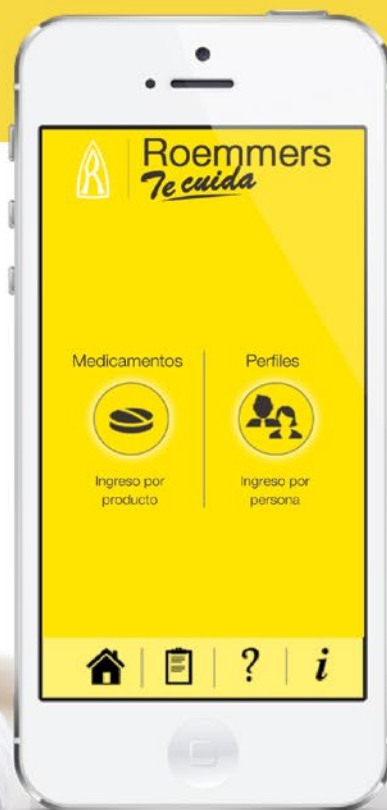 R
Roemmers
Te cuida
Medicamentos
Perfiles
Ingreso por
producto
Ingreso por
persona
?
i